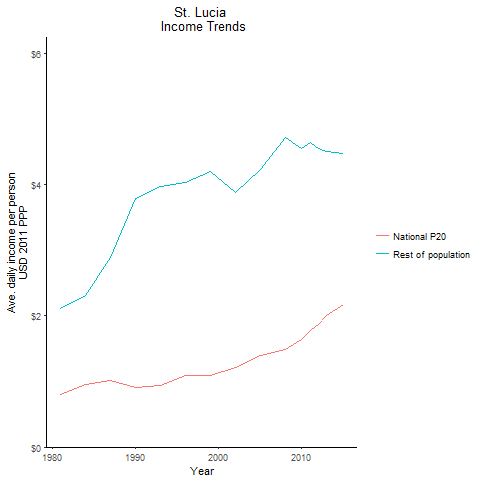 St. Lucia
Income Trends
$6
$4
$2
$0
Ave. daily income per person
USD 2011 PPP
1980 1990 2000 2010
Year
National P20
Rest of population